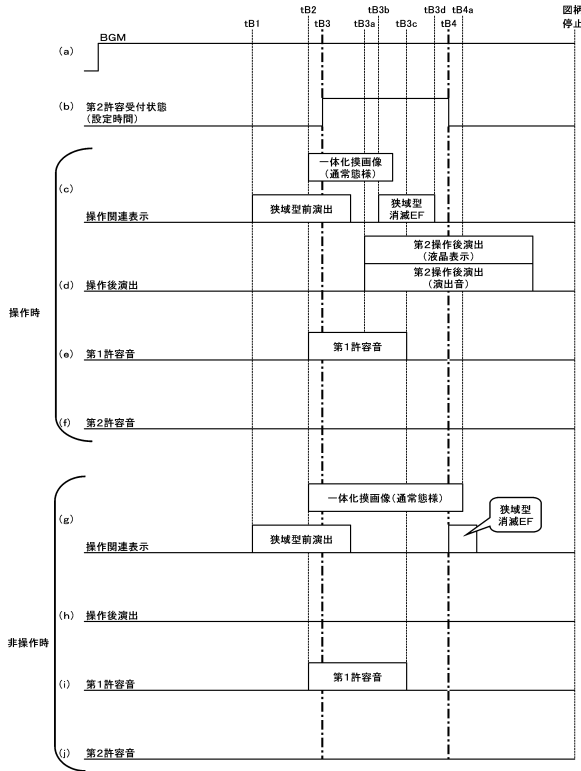 tB1
tB2
tB3
tB3a
tB3b
tB3c
tB3d
tB4
tB4a
図柄
停止
(a)
BGM
(b) 第2許容受付状態
(設定時間)
操作時
(c)
一体化摸画像
(通常態様)
狭域型前演出
狭域型
消滅EF
操作関連表示
第2操作後演出
(液晶表示)
第2操作後演出
(演出音)
(d) 操作後演出
(e) 第1許容音
第1許容音
(f) 第2許容音
非操作時
(g)
一体化摸画像(通常態様)
狭域型
消滅EF
狭域型前演出
操作関連表示
(h) 操作後演出
(i) 第1許容音
第1許容音
(j) 第2許容音